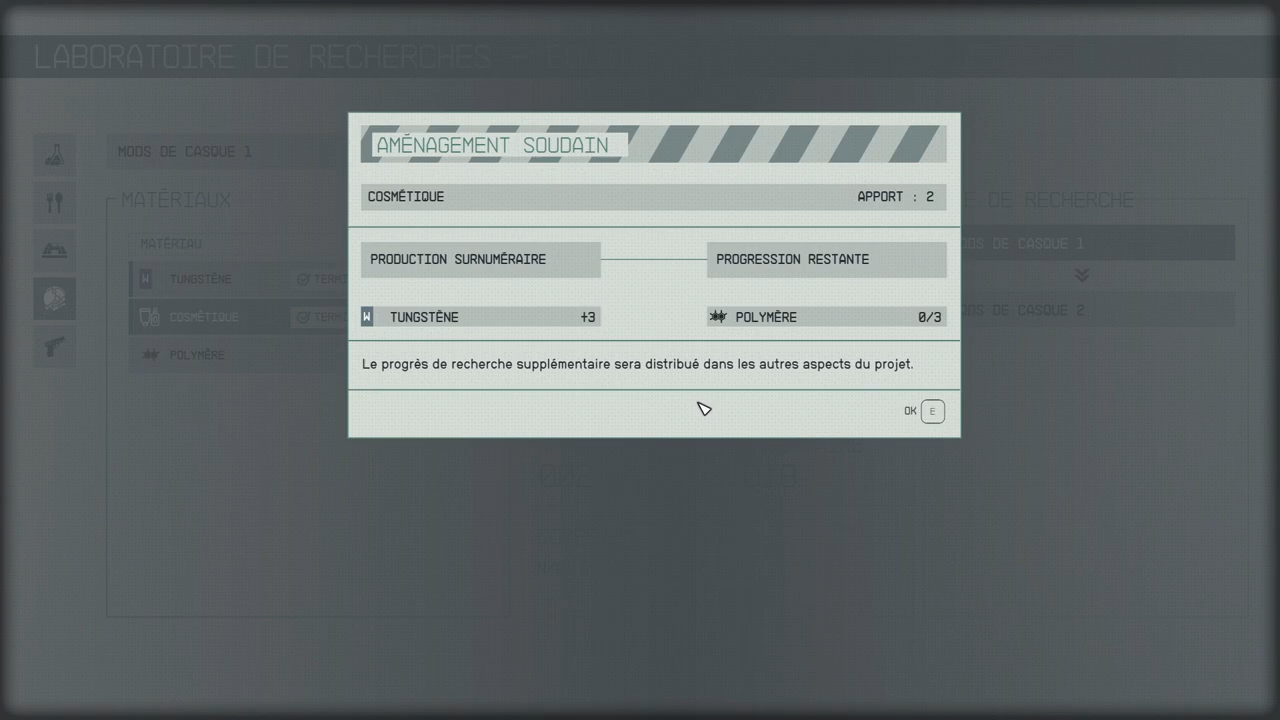 LABORATOIRE DE RECHERCHES -
MODS DE CASQUE 1
MATÉRIAUX
MATÉRIAU
W TUNGSTÈNE
COSMÉTIQUE
POLYMÈRE
AMÉNAGEMENT SOUDAIN
COSMÉTIQUE APPORT : 2
PRODUCTION SURNUMÉRAIRE PROGRESSION RESTANTE
W TUNGSTÈNE +3 POLYMÈRE 0/3
Le progrès de recherche supplémentaire sera distribué dans les autres aspects du projet.
OK E
DE RECHERCHE
DE CASQUE 1
DE CASQUE 2